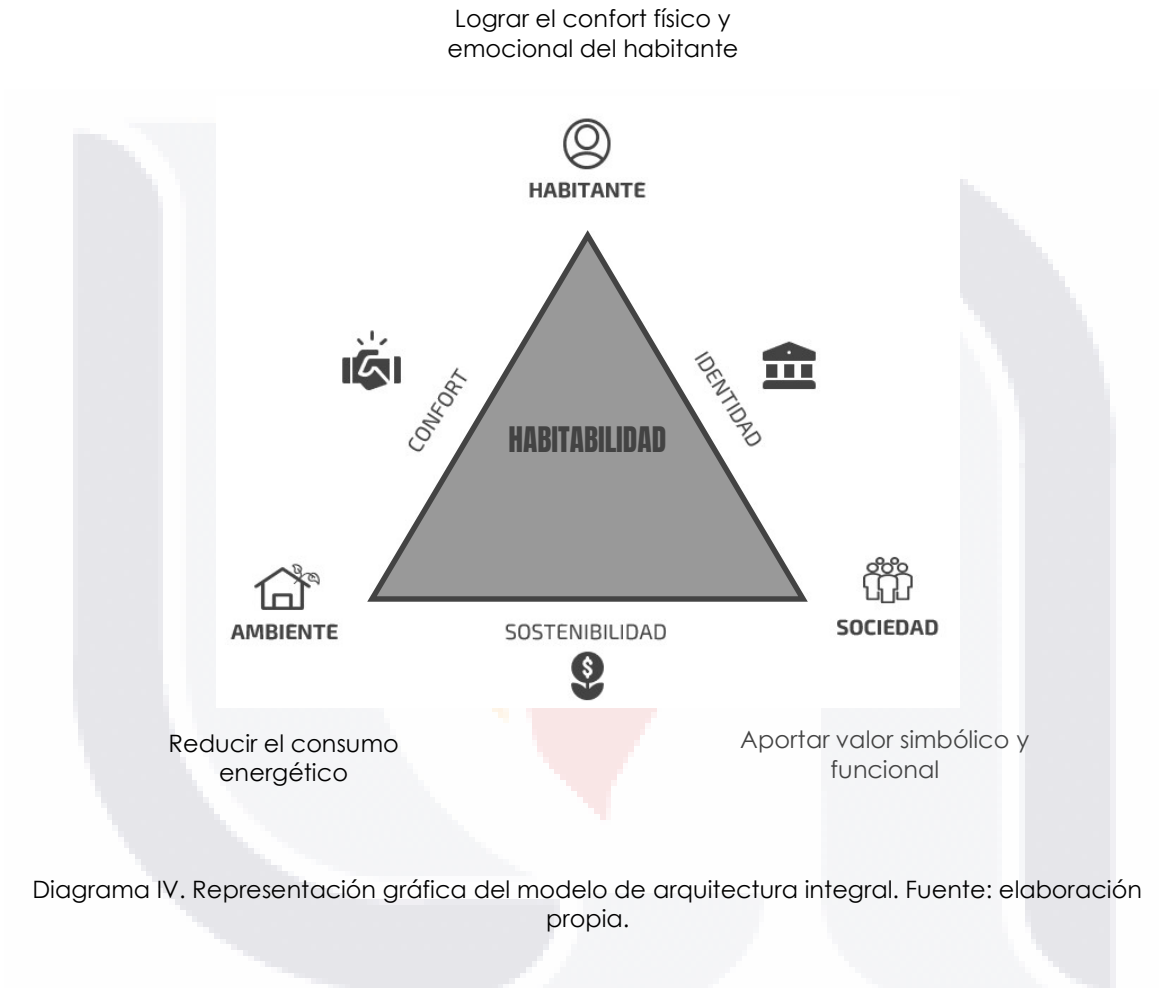 Lograr el confort físico y
emocional del habitante
HABITANTE
CONFORT
IDENTIDAD
HABITABILIDAD
AMBIENTE
SOSTENIBILIDAD
SOCIEDAD
$
Reducir el consumo
energético
Aportar valor simbólico y
funcional
Diagrama IV. Representación gráfica del modelo de arquitectura integral. Fuente: elaboración
propia.